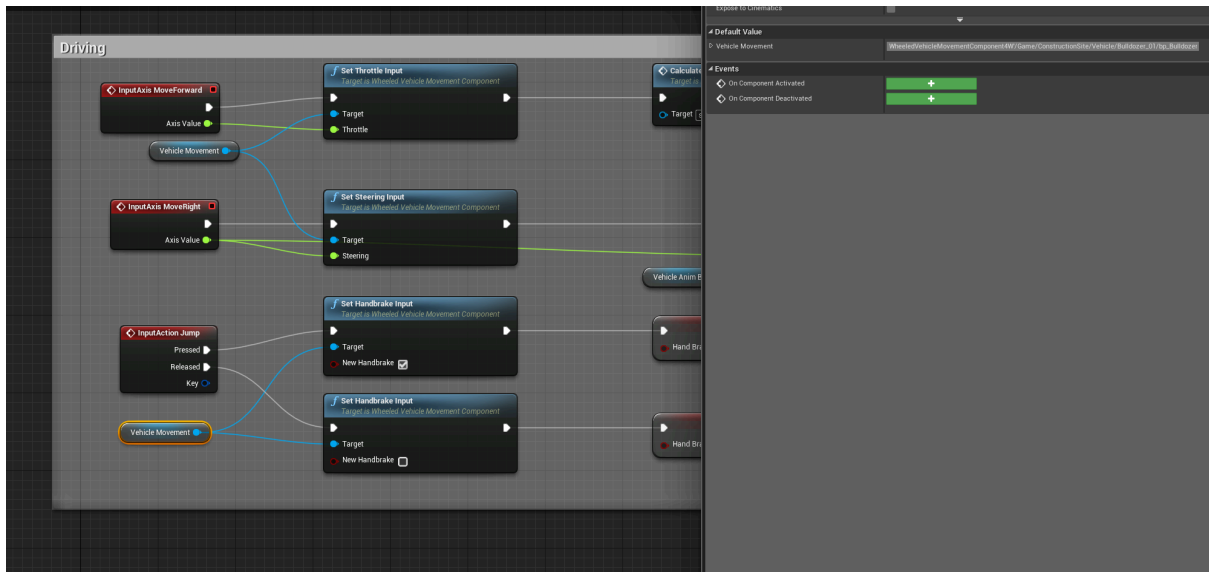 Driving
InputAxis MoveForward
Axis Value
Vehicle Movement
Set Throttle Input
Target is Wheeled Vehicle Movement Component
Target
Throttle
Calculate
Target is
Target
InputAxis MoveRight
Axis Value
Set Steering Input
Target is Wheeled Vehicle Movement Component
Target
Steering
Vehicle Anim B
InputAction Jump
Pressed
Released
Key
Vehicle Movement
Set Handbrake Input
Target is Wheeled Vehicle Movement Component
Target
New Handbrake
Hand Bra
Set Handbrake Input
Target is Wheeled Vehicle Movement Component
Target
New Handbrake
Hand Bra
Expose to Cinematics
Default Value
Vehicle Movement
WheeledVehicleMovementComponent4W'/Game/ConstructionSite/Vehicle/Bulldozer_01/bp_Bulldozer
Events
On Component Activated
On Component Deactivated